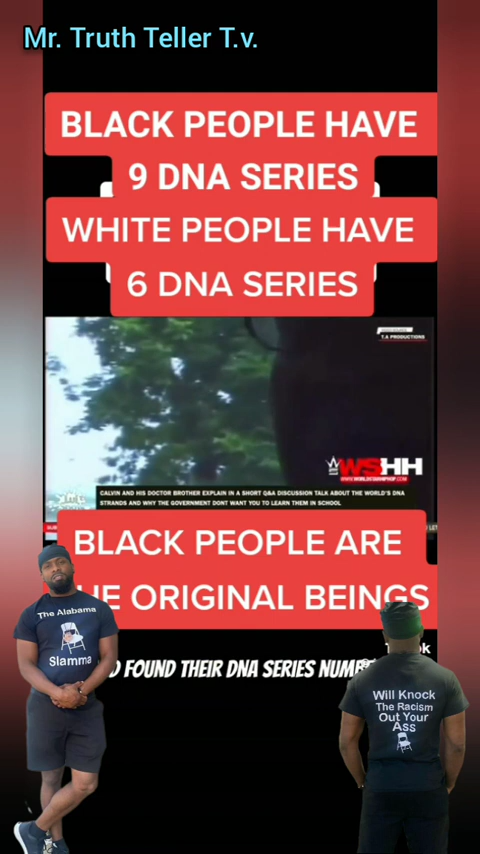 Mr. Truth Teller T.v.
BLACK PEOPLE HAVE
9 DNA SERIES
WHITE PEOPLE HAVE
6 DNA SERIES
T.A PRODUCTIONS
WSHH
WWW.WORLDSTARHIPHOP.COM
CALVIN AND HIS DOCTOR BROTHER EXPLAIN IN A SHORT Q&A DISCUSSION TALK ABOUT THE WORLD'S DNA
STRANDS AND WHY THE GOVERNMENT DONT WANT YOU TO LEARN THEM IN SCHOOL
BLACK PEOPLE ARE
ORIGINAL BEINGS
FOUND THEIR DNA SERIES
The Alabama
Slamma
Will Knock
The Racism
Out Your
Ass